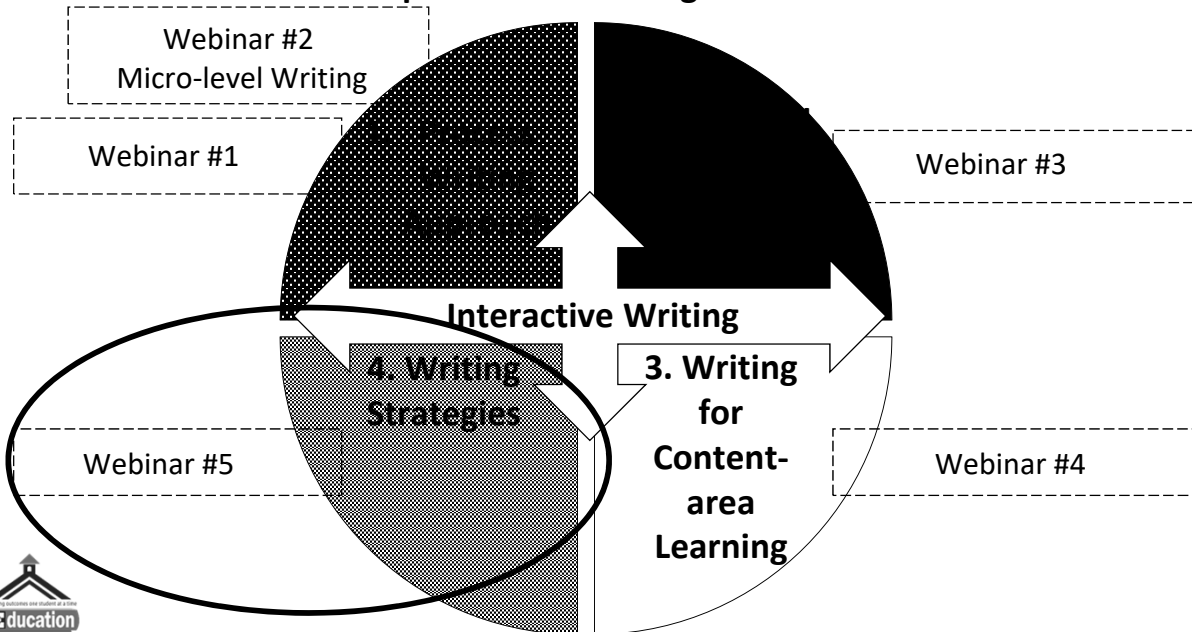 Webinar #2
Micro-level Writing
Webinar #1
Webinar #3
Interactive Writing
4. Writing
Strategies
3. Writing
for
Content-
area
Learning
Webinar #5
Webinar #4
ducation